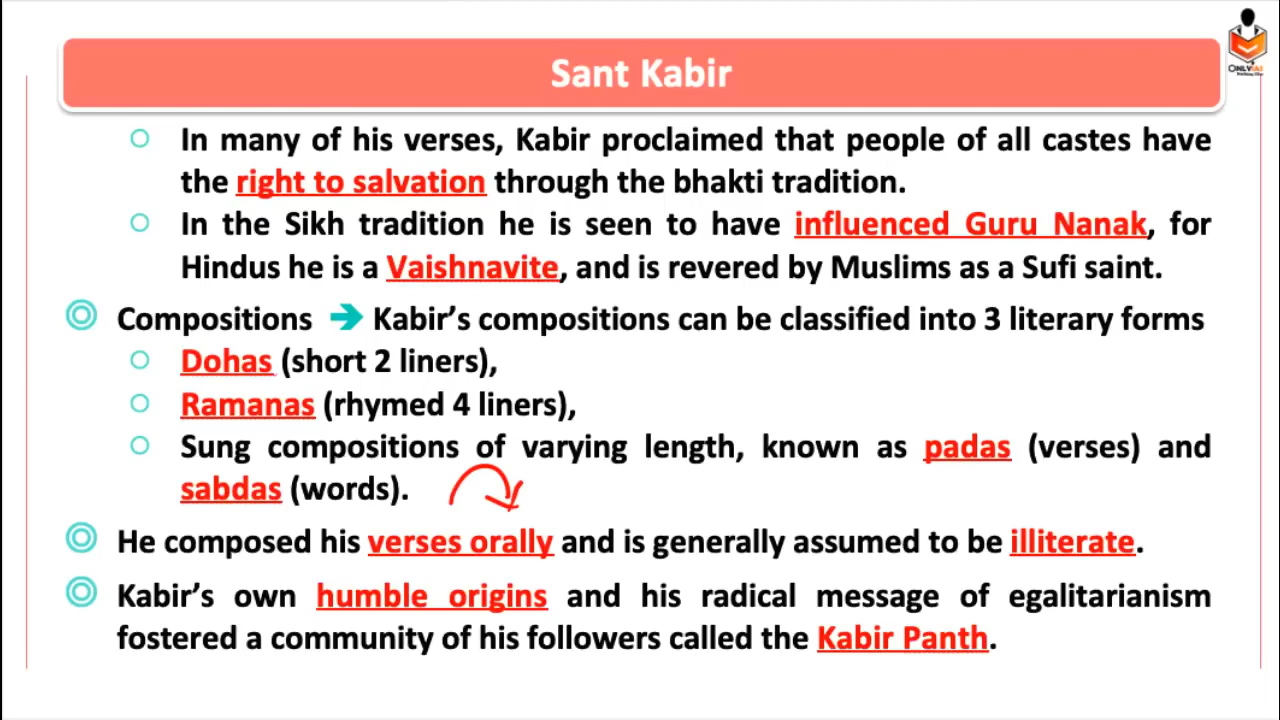 Sant Kabir
ONLYIAS
In many of his verses, Kabir proclaimed that people of all castes have
the right to salvation through the bhakti tradition.
In the Sikh tradition he is seen to have influenced Guru Nanak, for
Hindus he is a Vaishnavite, and is revered by Muslims as a Sufi saint.
Compositions ➔ Kabir’s compositions can be classified into 3 literary forms
Dohas (short 2 liners),
Ramanas (rhymed 4 liners),
Sung compositions of varying length, known as padas (verses) and
sabdas (words).
He composed his verses orally and is generally assumed to be illiterate.
Kabir’s own humble origins and his radical message of egalitarianism
fostered a community of his followers called the Kabir Panth.